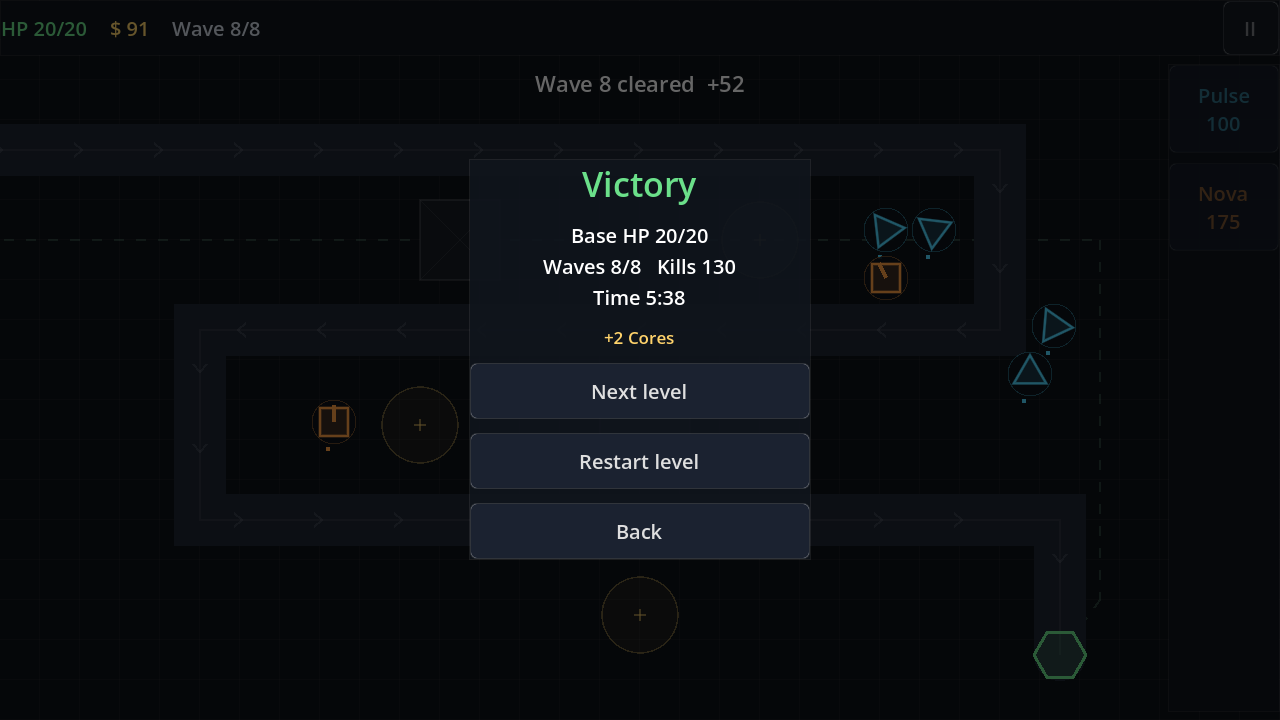 HP 20/20 $ 91 Wave 8/8
Wave 8 cleared +52
Pulse
100
Nova
175
Victory
Base HP 20/20
Waves 8/8 Kills 130
Time 5:38
+2 Cores
Next level
Restart level
Back